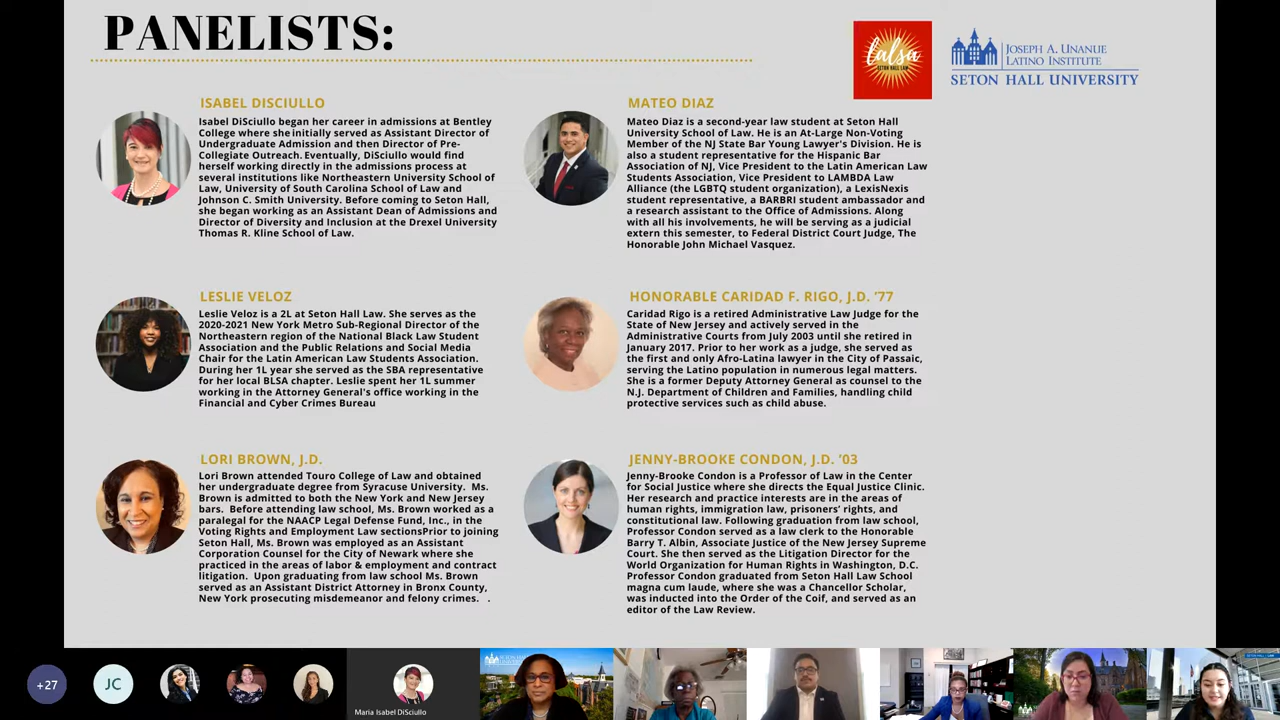 PANELISTS:
lalsa
SETON HALL LAW
JOSEPH A. UNANUE
LATINO INSTITUTE
SETON HALL UNIVERSITY
ISABEL DISCIULLO
Isabel DiSciullo began her career in admissions at Bentley
College where she initially served as Assistant Director of
Undergraduate Admission and then Director of Pre-
Collegiate Outreach. Eventually, DiSciullo would find
herself working directly in the admissions process at
several institutions like Northeastern University School of
Law, University of South Carolina School of Law and
Johnson C. Smith University. Before coming to Seton Hall,
she began working as an Assistant Dean of Admissions and
Director of Diversity and Inclusion at the Drexel University
Thomas R. Kline School of Law.
MATEO DIAZ
Mateo Diaz is a second-year law student at Seton Hall
University School of Law. He is an At-Large Non-Voting
Member of the NJ State Bar Young Lawyer's Division. He is
also a student representative for the Hispanic Bar
Association of NJ, Vice President to the Latin American Law
Students Association, Vice President to LAMBDA Law
Alliance (the LGBTQ student organization), a LexisNexis
student representative, a BARBRI student ambassador and
a research assistant to the Office of Admissions. Along
with all his involvements, he will be serving as a judicial
extern this semester, to Federal District Court Judge, The
Honorable John Michael Vasquez.
LESLIE VELOZ
Leslie Veloz is a 2L at Seton Hall Law. She serves as the
2020-2021 New York Metro Sub-Regional Director of the
Northeastern region of the National Black Law Student
Association and the Public Relations and Social Media
Chair for the Latin American Law Students Association.
During her 1L year she served as the SBA representative
for her local BLSA chapter. Leslie spent her 1L summer
working in the Attorney General's office working in the
Financial and Cyber Crimes Bureau
HONORABLE CARIDAD F. RIGO, J.D. '77
Caridad Rigo is a retired Administrative Law Judge for the
State of New Jersey and actively served in the
Administrative Courts from July 2003 until she retired in
January 2017. Prior to her work as a judge, she served as
the first and only Afro-Latina lawyer in the City of Passaic,
serving the Latino population in numerous legal matters.
She is a former Deputy Attorney General as counsel to the
N.J. Department of Children and Families, handling child
protective services such as child abuse.
LORI BROWN, J.D.
Lori Brown attended Touro College of Law and obtained
her undergraduate degree from Syracuse University. Ms.
Brown is admitted to both the New York and New Jersey
bars. Before attending law school, Ms. Brown worked as a
paralegal for the NAACP Legal Defense Fund, Inc., in the
Voting Rights and Employment Law sectionsPrior to joining
Seton Hall, Ms. Brown was employed as an Assistant
Corporation Counsel for the City of Newark where she
practiced in the areas of labor & employment and contract
litigation. Upon graduating from law school Ms. Brown
served as an Assistant District Attorney in Bronx County,
New York prosecuting misdemeanor and felony crimes. .
JENNY-BROOKE CONDON, J.D. '03
Jenny-Brooke Condon is a Professor of Law in the Center
for Social Justice where she directs the Equal Justice Clinic.
Her research and practice interests are in the areas of
human rights, immigration law, prisoners' rights, and
constitutional law. Following graduation from law school,
Professor Condon served as a law clerk to the Honorable
Barry T. Albin, Associate Justice of the New Jersey Supreme
Court. She then served as the Litigation Director for the
World Organization for Human Rights in Washington, D.C.
Professor Condon graduated from Seton Hall Law School
magna cum laude, where she was a Chancellor Scholar,
was inducted into the Order of the Coif, and served as an
editor of the Law Review.
+27
JC
Maria Isabel DiSciullo